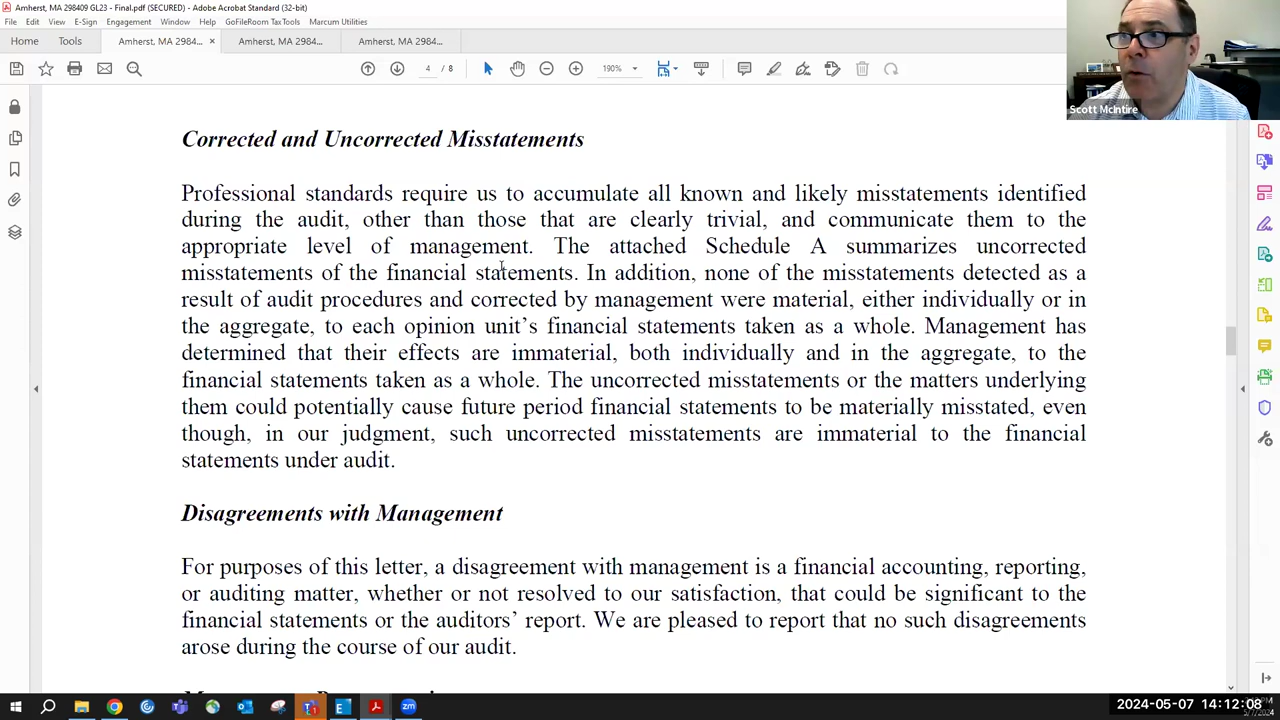 Amherst, MA 298409 GL23 - Final.pdf (SECURED) - Adobe Acrobat Standard (32-bit)
File Edit View E-Sign Engagement Window Help GoFileRoom TaxTools Marcum Utilities
Home Tools Amherst, MA 2984... × Amherst, MA 2984... Amherst, MA 2984...
4 / 8 190%
Scott McIntire
Corrected and Uncorrected Misstatements
Professional standards require us to accumulate all known and likely misstatements identified
during the audit, other than those that are clearly trivial, and communicate them to the
appropriate level of management. The attached Schedule A summarizes uncorrected
misstatements of the financial statements. In addition, none of the misstatements detected as a
result of audit procedures and corrected by management were material, either individually or in
the aggregate, to each opinion unit’s financial statements taken as a whole. Management has
determined that their effects are immaterial, both individually and in the aggregate, to the
financial statements taken as a whole. The uncorrected misstatements or the matters underlying
them could potentially cause future period financial statements to be materially misstated, even
though, in our judgment, such uncorrected misstatements are immaterial to the financial
statements under audit.
Disagreements with Management
For purposes of this letter, a disagreement with management is a financial accounting, reporting,
or auditing matter, whether or not resolved to our satisfaction, that could be significant to the
financial statements or the auditors’ report. We are pleased to report that no such disagreements
arose during the course of our audit.
2024-05-07 14:12:08